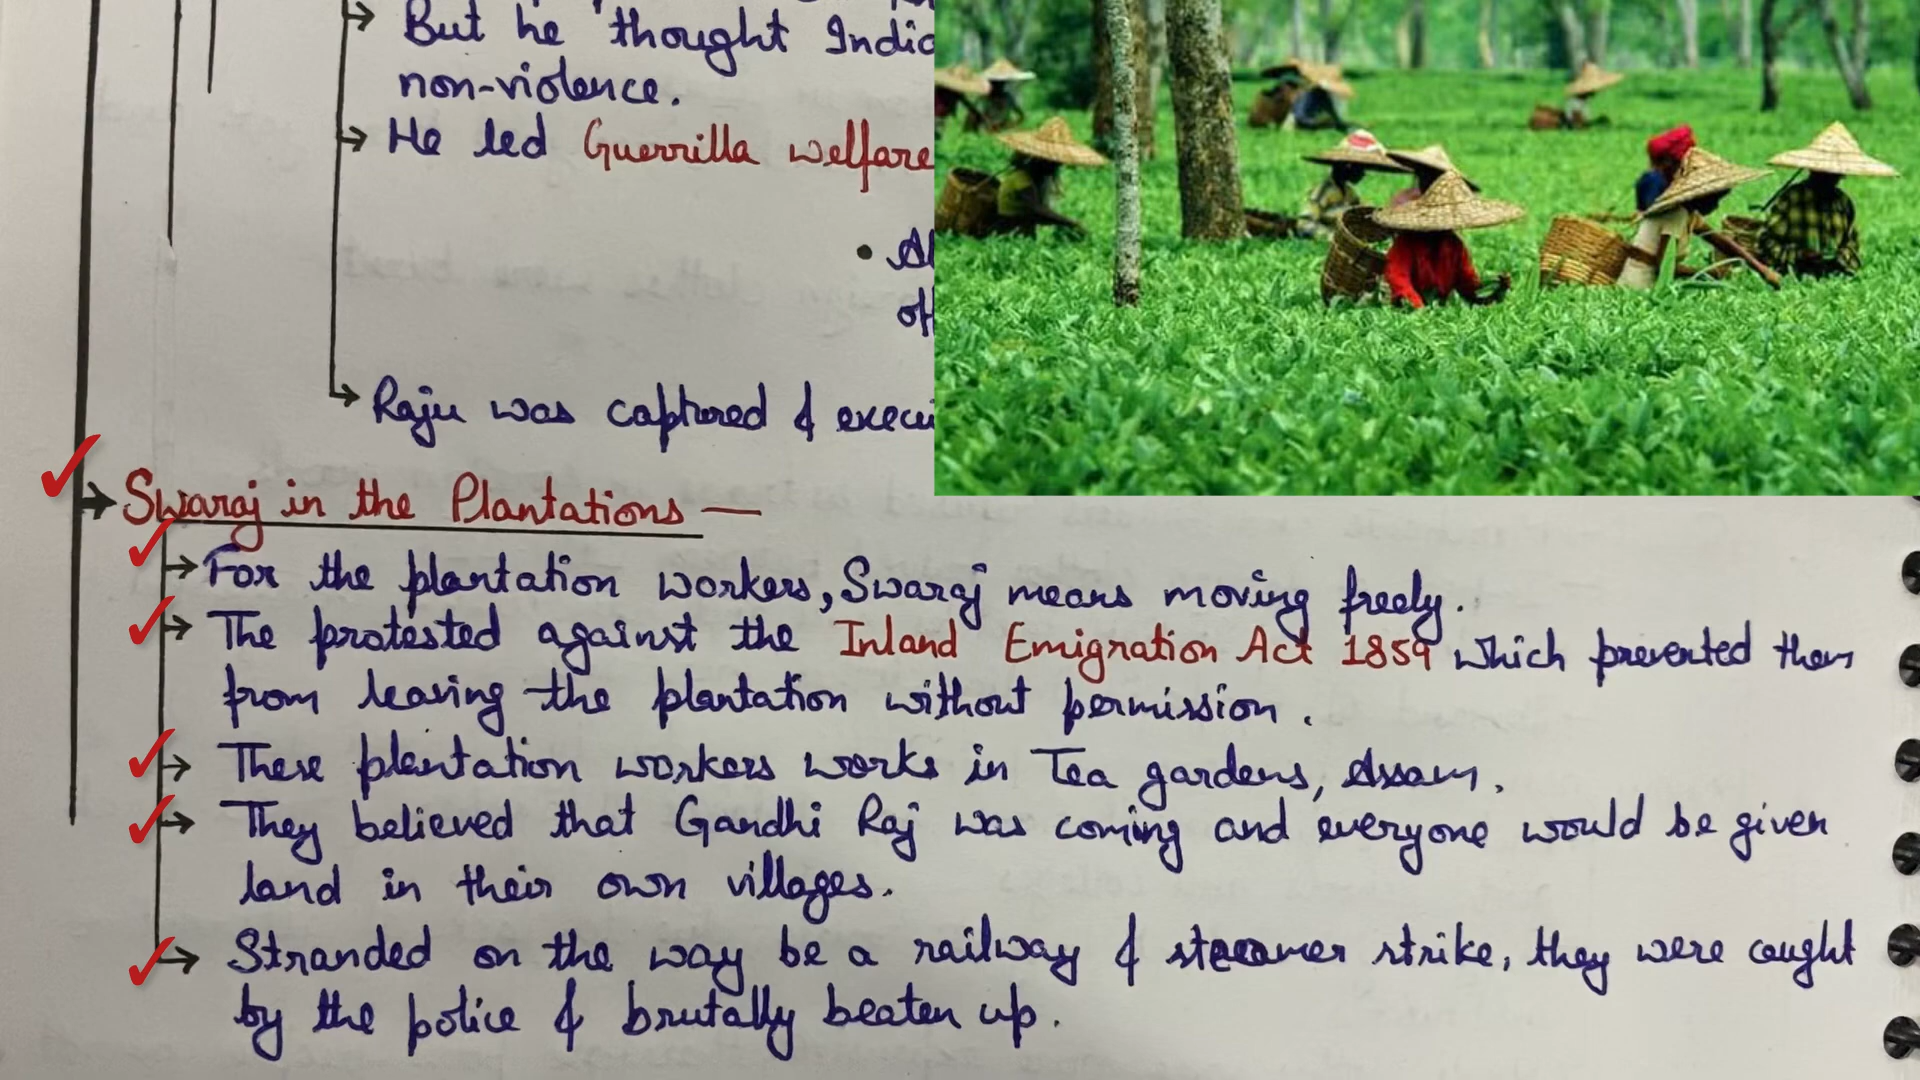 But he thought
non-violence.
He led Guerrilla welfare
Raju was captured &
Swaraj in the Plantations —
For the plantation workers, Swaraj means moving freely.
The protested against the Inland Emigration Act 1859 which prevented them
from leaving the plantation without permission.
These plantation workers works in Tea gardens, Assam.
They believed that Gandhi Raj was coming and everyone would be given
land in their own villages.
Stranded on the way be a railway & steamer strike, they were caught
by the police & brutally beaten up.